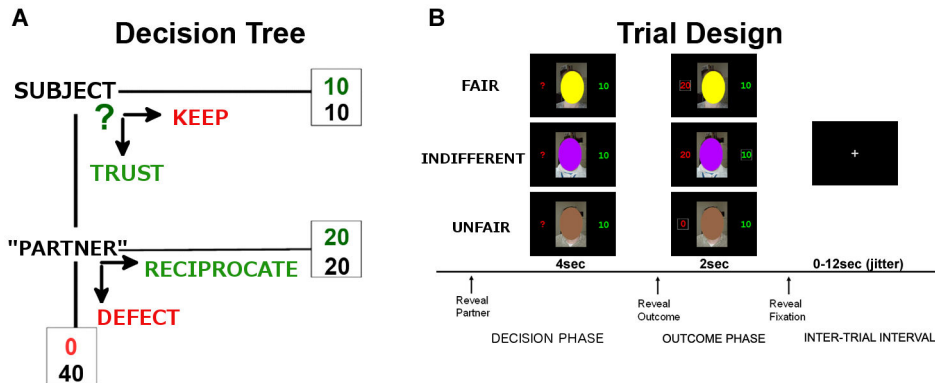 A
Decision Tree
SUBJECT
10
10
?
KEEP
TRUST
"PARTNER"
20
20
RECIPROCATE
DEFECT
0
40
B
Trial Design
FAIR
? 10
20 10
INDIFFERENT
? 10
20 10
+
UNFAIR
? 10
0 10
4sec
2sec
0-12sec (jitter)
Reveal
Partner
Reveal
Outcome
Reveal
Fixation
DECISION PHASE
OUTCOME PHASE
INTER-TRIAL INTERVAL